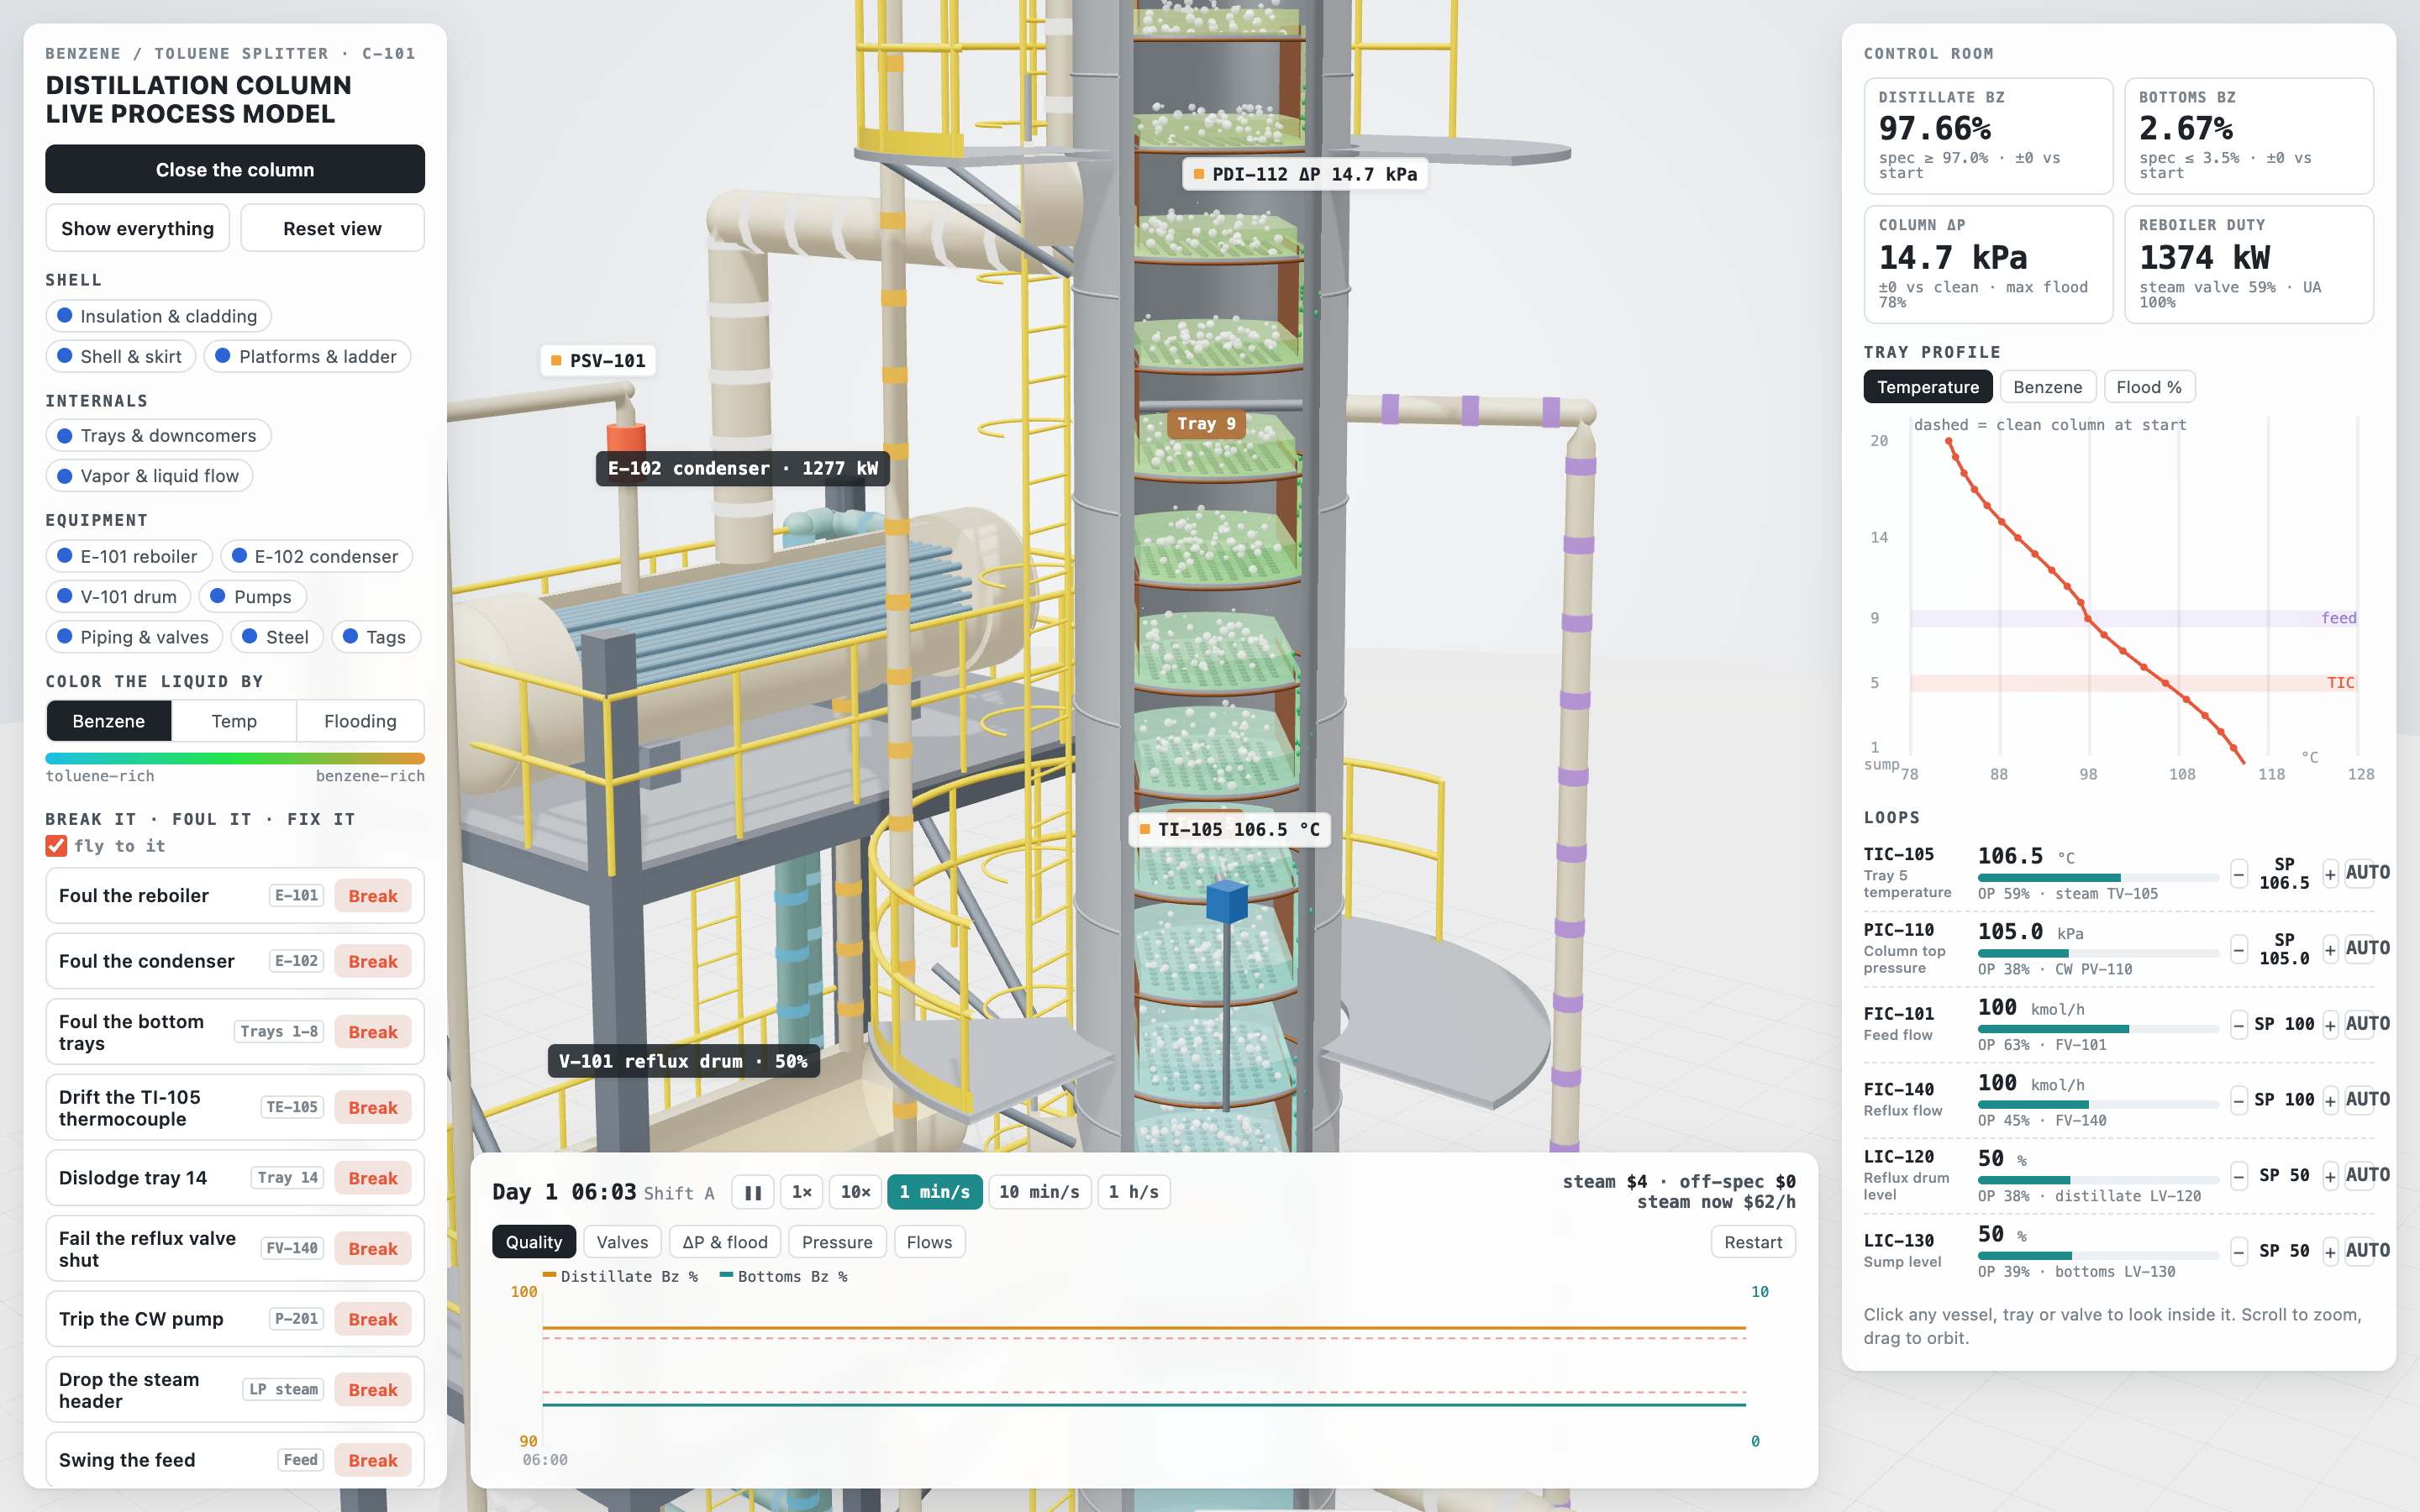 BENZENE / TOLUENE SPLITTER · C-101
DISTILLATION COLUMN
LIVE PROCESS MODEL
Close the column
Show everything
Reset view
SHELL
Insulation & cladding
Shell & skirt
Platforms & ladder
INTERNALS
Trays & downcomers
Vapor & liquid flow
EQUIPMENT
E-101 reboiler
E-102 condenser
V-101 drum
Pumps
Piping & valves
Steel
Tags
COLOR THE LIQUID BY
Benzene
Temp
Flooding
toluene-rich
benzene-rich
BREAK IT · FOUL IT · FIX IT
fly to it
Foul the reboiler
E-101
Break
Foul the condenser
E-102
Break
Foul the bottom
trays
Trays 1-8
Break
Drift the TI-105
thermocouple
TE-105
Break
Dislodge tray 14
Tray 14
Break
Fail the reflux valve
shut
FV-140
Break
Trip the CW pump
P-201
Break
Drop the steam
header
LP steam
Break
Swing the feed
Feed
Break
PDI-112 ΔP 14.7 kPa
PSV-101
Tray 9
E-102 condenser · 1277 kW
TI-105 106.5 °C
V-101 reflux drum · 50%
Day 1 06:03 Shift A
1×
10×
1 min/s
10 min/s
1 h/s
steam $4 · off-spec $0
steam now $62/h
Quality
Valves
ΔP & flood
Pressure
Flows
Restart
Distillate Bz %
Bottoms Bz %
100
10
90
0
06:00
CONTROL ROOM
DISTILLATE BZ
97.66%
spec ≥ 97.0% · ±0 vs
start
BOTTOMS BZ
2.67%
spec ≤ 3.5% · ±0 vs
start
COLUMN ΔP
14.7 kPa
±0 vs clean · max flood
78%
REBOILER DUTY
1374 kW
steam valve 59% · UA
100%
TRAY PROFILE
Temperature
Benzene
Flood %
dashed = clean column at start
20
14
9
feed
5
TIC
1
sump
°C
78
88
98
108
118
128
LOOPS
TIC-105
Tray 5
temperature
106.5 °C
OP 59% · steam TV-105
−
SP
106.5
+
AUTO
PIC-110
Column top
pressure
105.0 kPa
OP 38% · CW PV-110
−
SP
105.0
+
AUTO
FIC-101
Feed flow
100 kmol/h
OP 63% · FV-101
−
SP 100
+
AUTO
FIC-140
Reflux flow
100 kmol/h
OP 45% · FV-140
−
SP 100
+
AUTO
LIC-120
Reflux drum
level
50 %
OP 38% · distillate LV-120
−
SP 50
+
AUTO
LIC-130
Sump level
50 %
OP 39% · bottoms LV-130
−
SP 50
+
AUTO
Click any vessel, tray or valve to look inside it. Scroll to zoom,
drag to orbit.